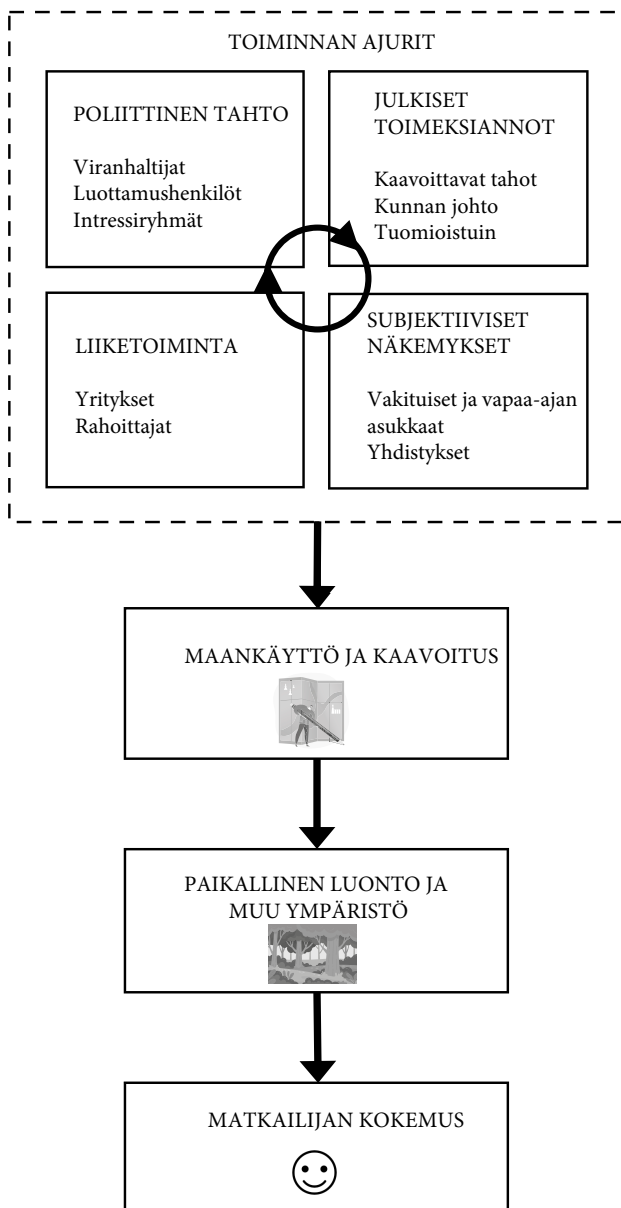 TOIMINNAN AJURIT
POLIITTINEN TAHTO
Viranhaltijat
Luottamushenkilöt
Intressiryhmät
JULKISET
TOIMEKSIANNOT
Kaavoittavat tahot
Kunnan johto
Tuomioistuin
LIIKETOIMINTA
Yritykset
Rahoittajat
SUBJEKTIIVISET
NÄKEMYKSET
Vakituiset ja vapaa-ajan
asukkaat
Yhdistykset
MAANKÄYTTÖ JA KAAVOITUS
PAIKALLINEN LUONTO JA
MUU YMPÄRISTÖ
MATKAILIJAN KOKEMUS